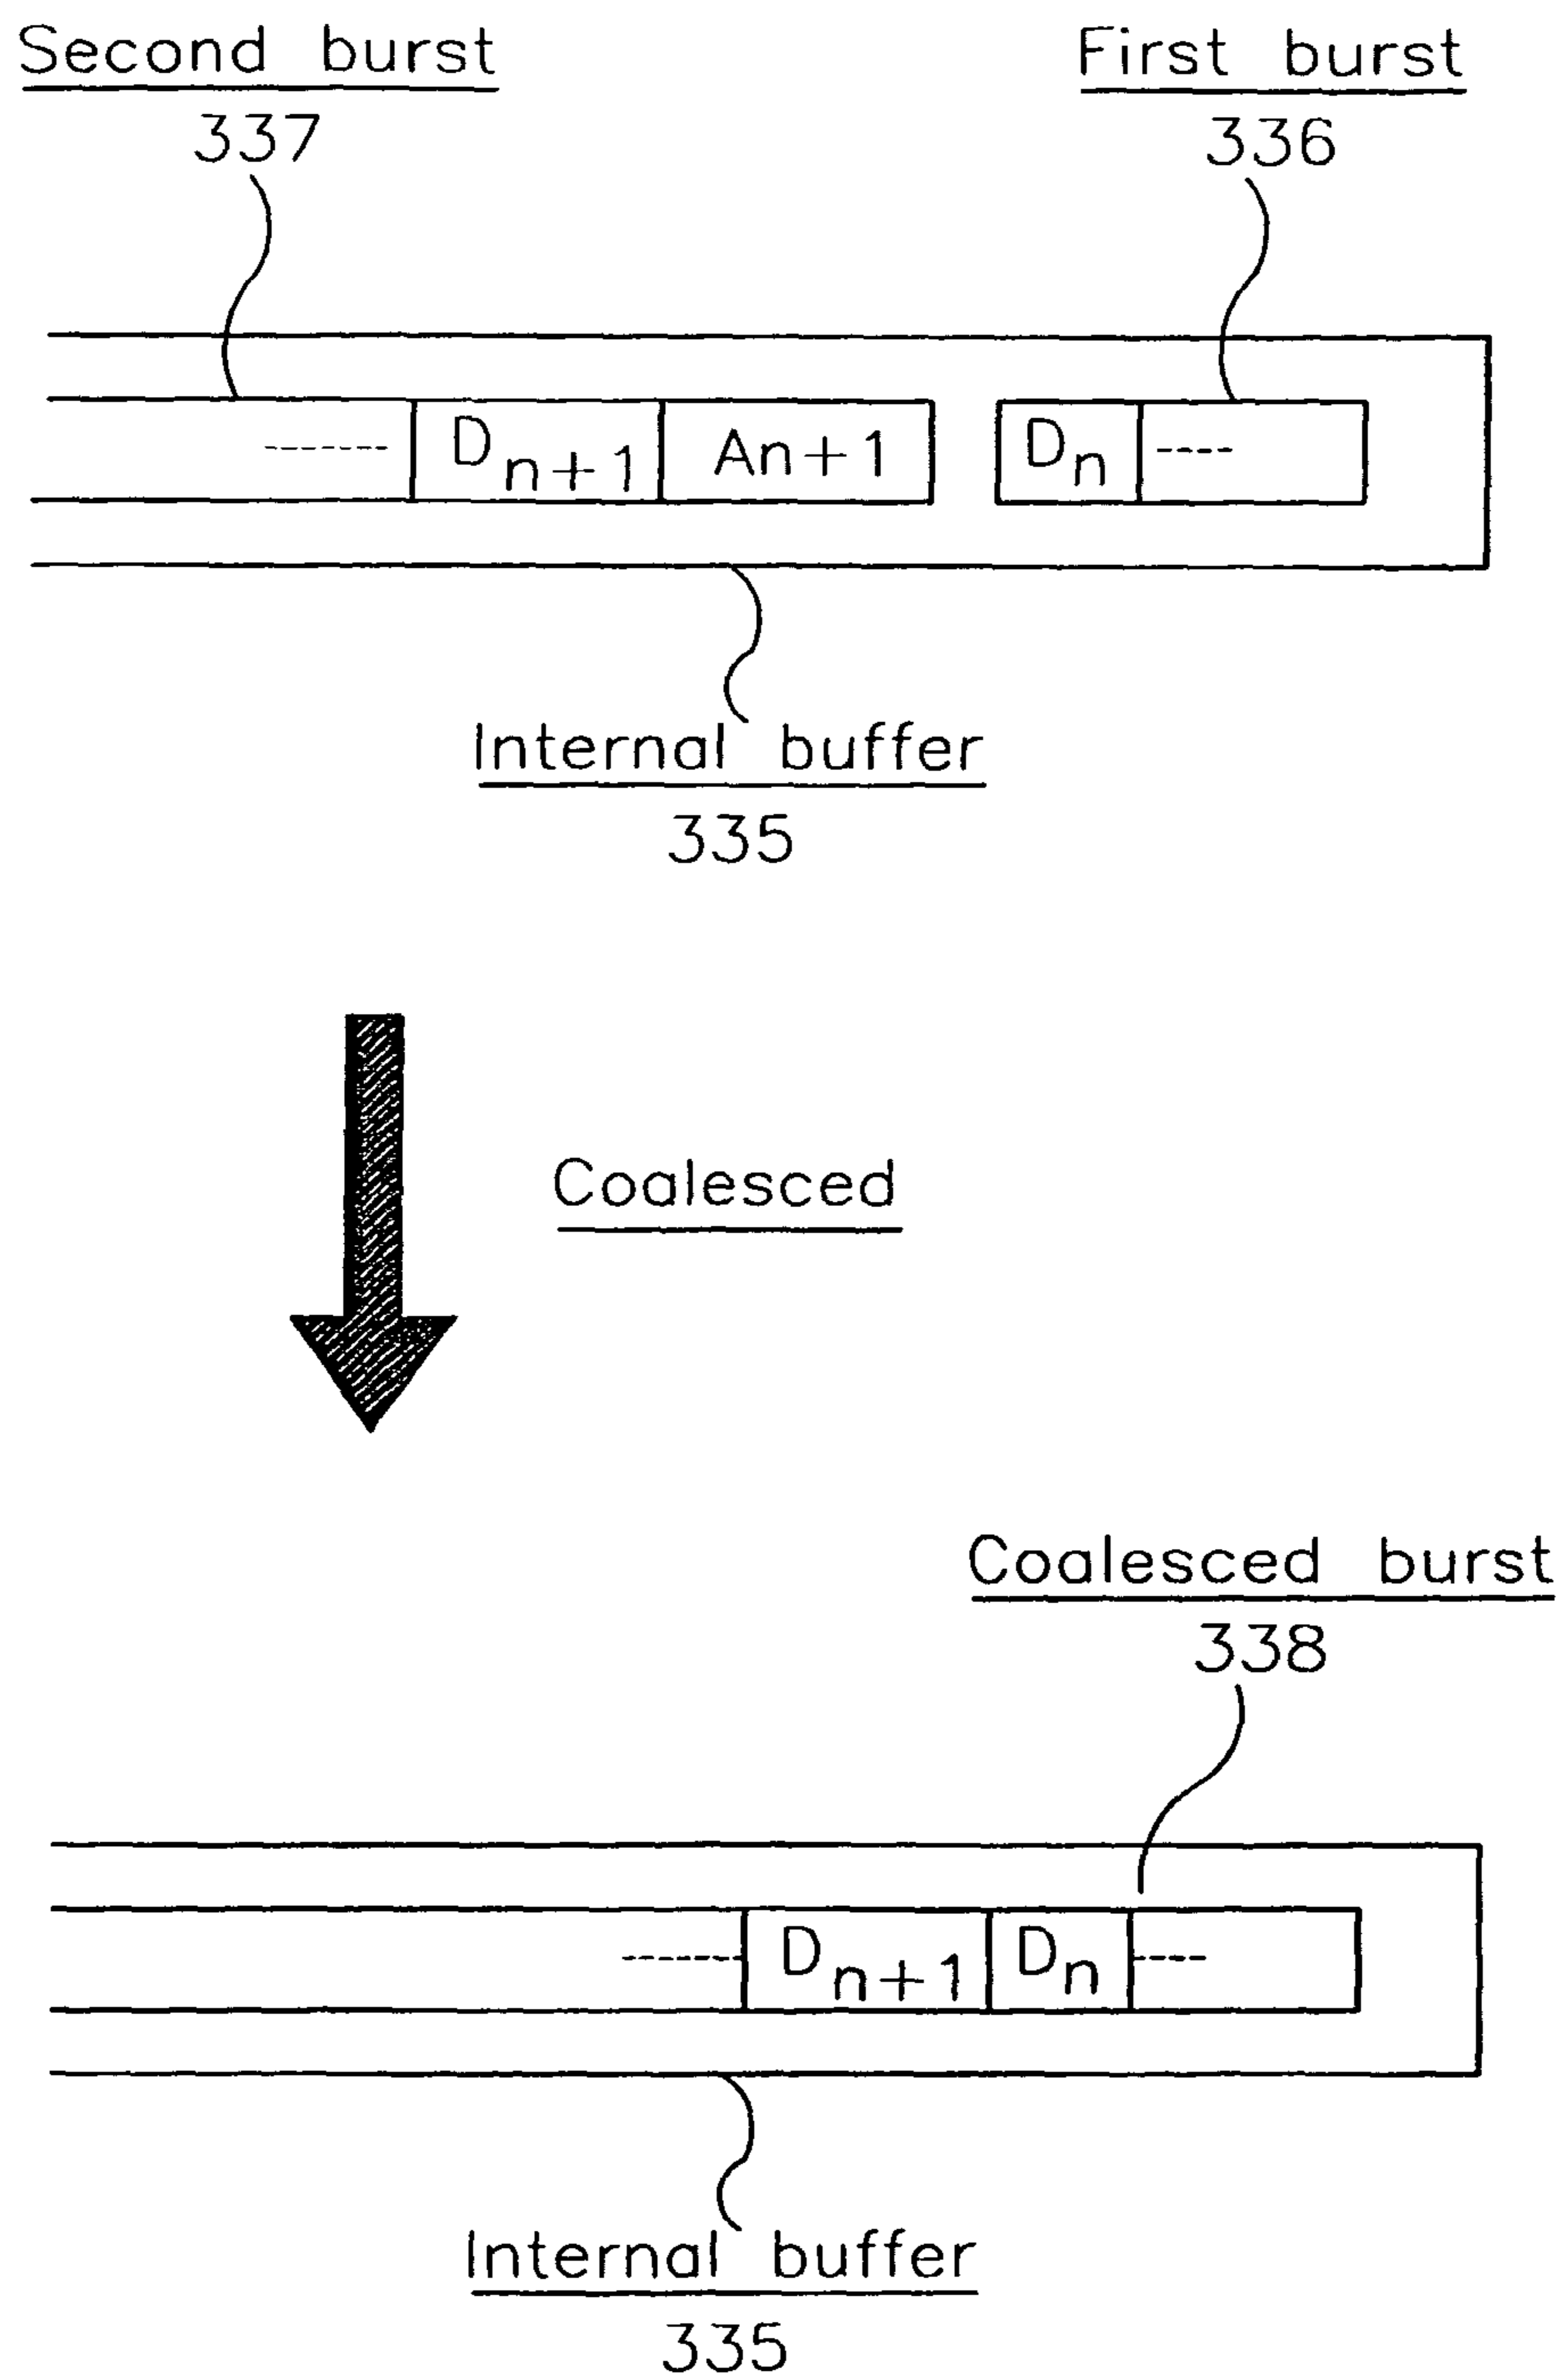 Second burst
337
First burst
336
D n+1 An+1 D n
Internal buffer
335
Coalesced
Coalesced burst
338
D n+1 D n
Internal buffer
335